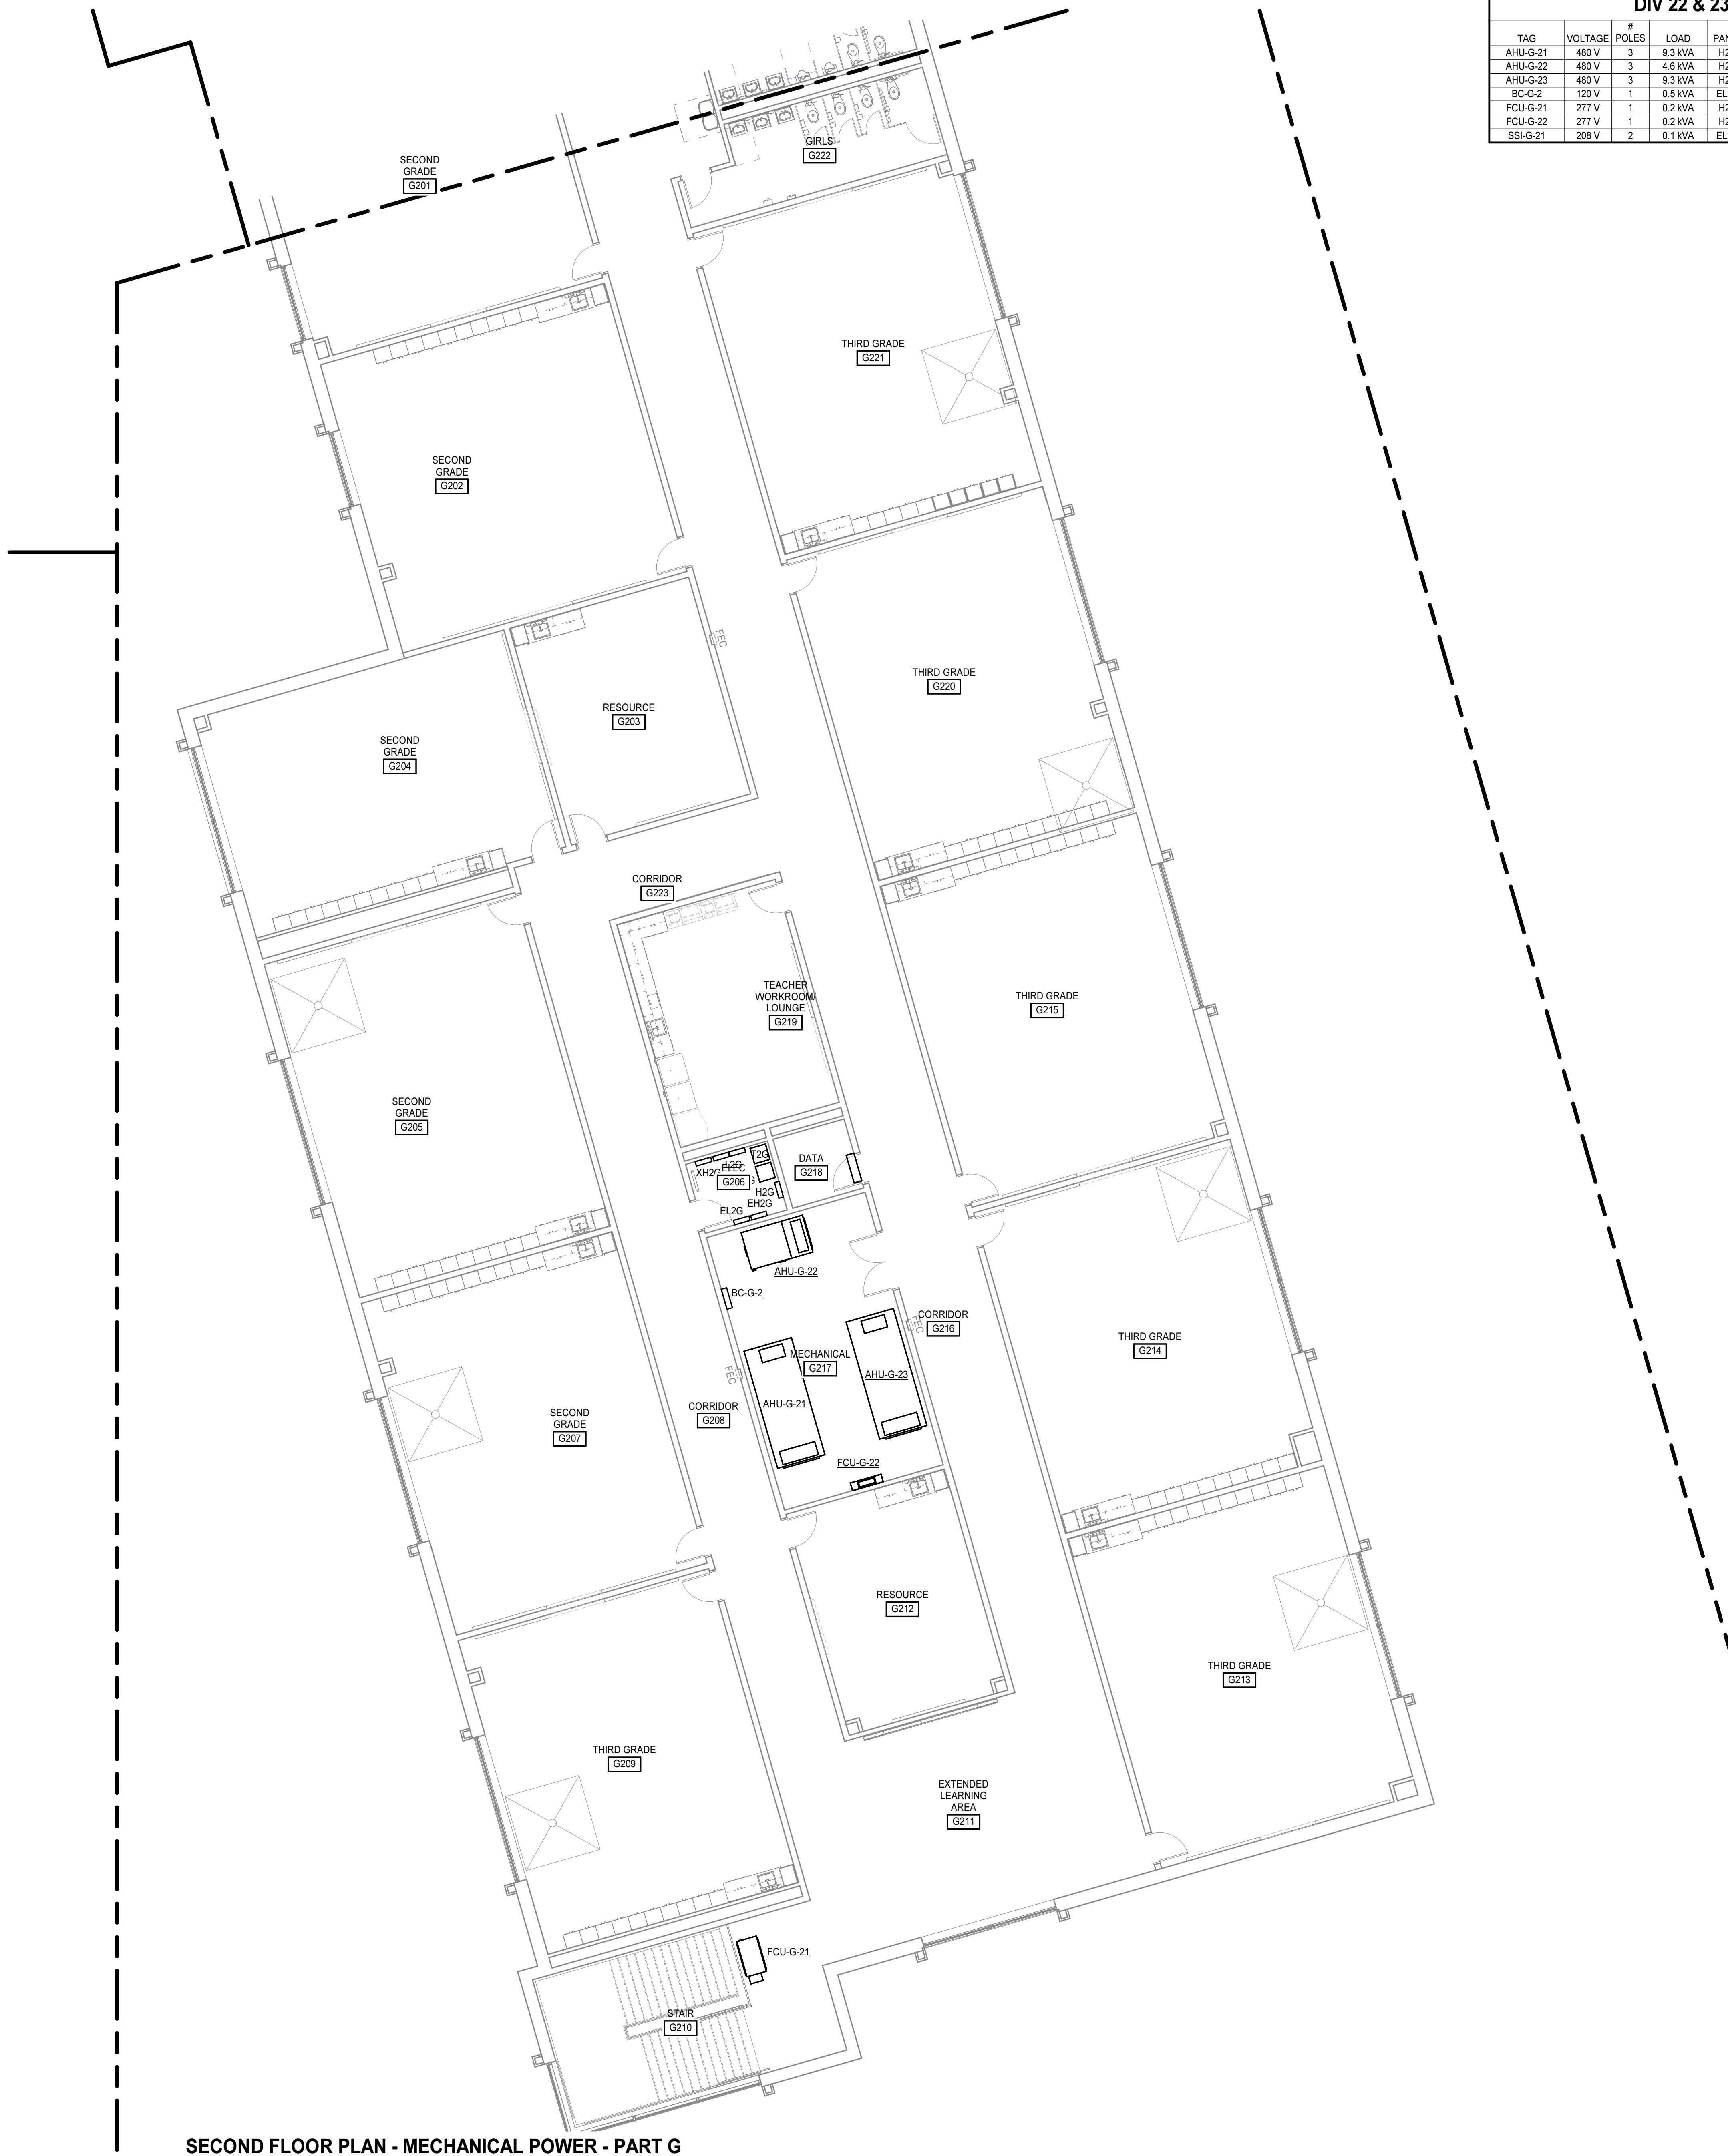 DIV 22 & 23
TAG VOLTAGE # POLES LOAD
AHU-G-21 480 V 3 9.3 kVA
AHU-G-22 480 V 3 4.6 kVA
AHU-G-23 480 V 3 9.3 kVA
BC-G-2 120 V 1 0.5 kVA
FCU-G-21 277 V 1 0.2 kVA
FCU-G-22 277 V 1 0.2 kVA
SSI-G-21 208 V 2 0.1 kVA
GIRLS
G222
SECOND
GRADE
G201
THIRD GRADE
G221
SECOND
GRADE
G202
FEC
THIRD GRADE
G220
RESOURCE
G203
SECOND
GRADE
G204
CORRIDOR
G223
TEACHER
WORKROOM/
LOUNGE
G219
THIRD GRADE
G215
SECOND
GRADE
G205
T2G
L2G
XH2G
ELEC
G206
DATA
G218
H2G
EH2G
EL2G
AHU-G-22
BC-G-2
FEC
CORRIDOR
G216
THIRD GRADE
G214
MECHANICAL
G217
AHU-G-23
FEC
AHU-G-21
CORRIDOR
G208
SECOND
GRADE
G207
FCU-G-22
RESOURCE
G212
THIRD GRADE
G213
THIRD GRADE
G209
EXTENDED
LEARNING
AREA
G211
FCU-G-21
STAIR
G210
SECOND FLOOR PLAN - MECHANICAL POWER - PART G